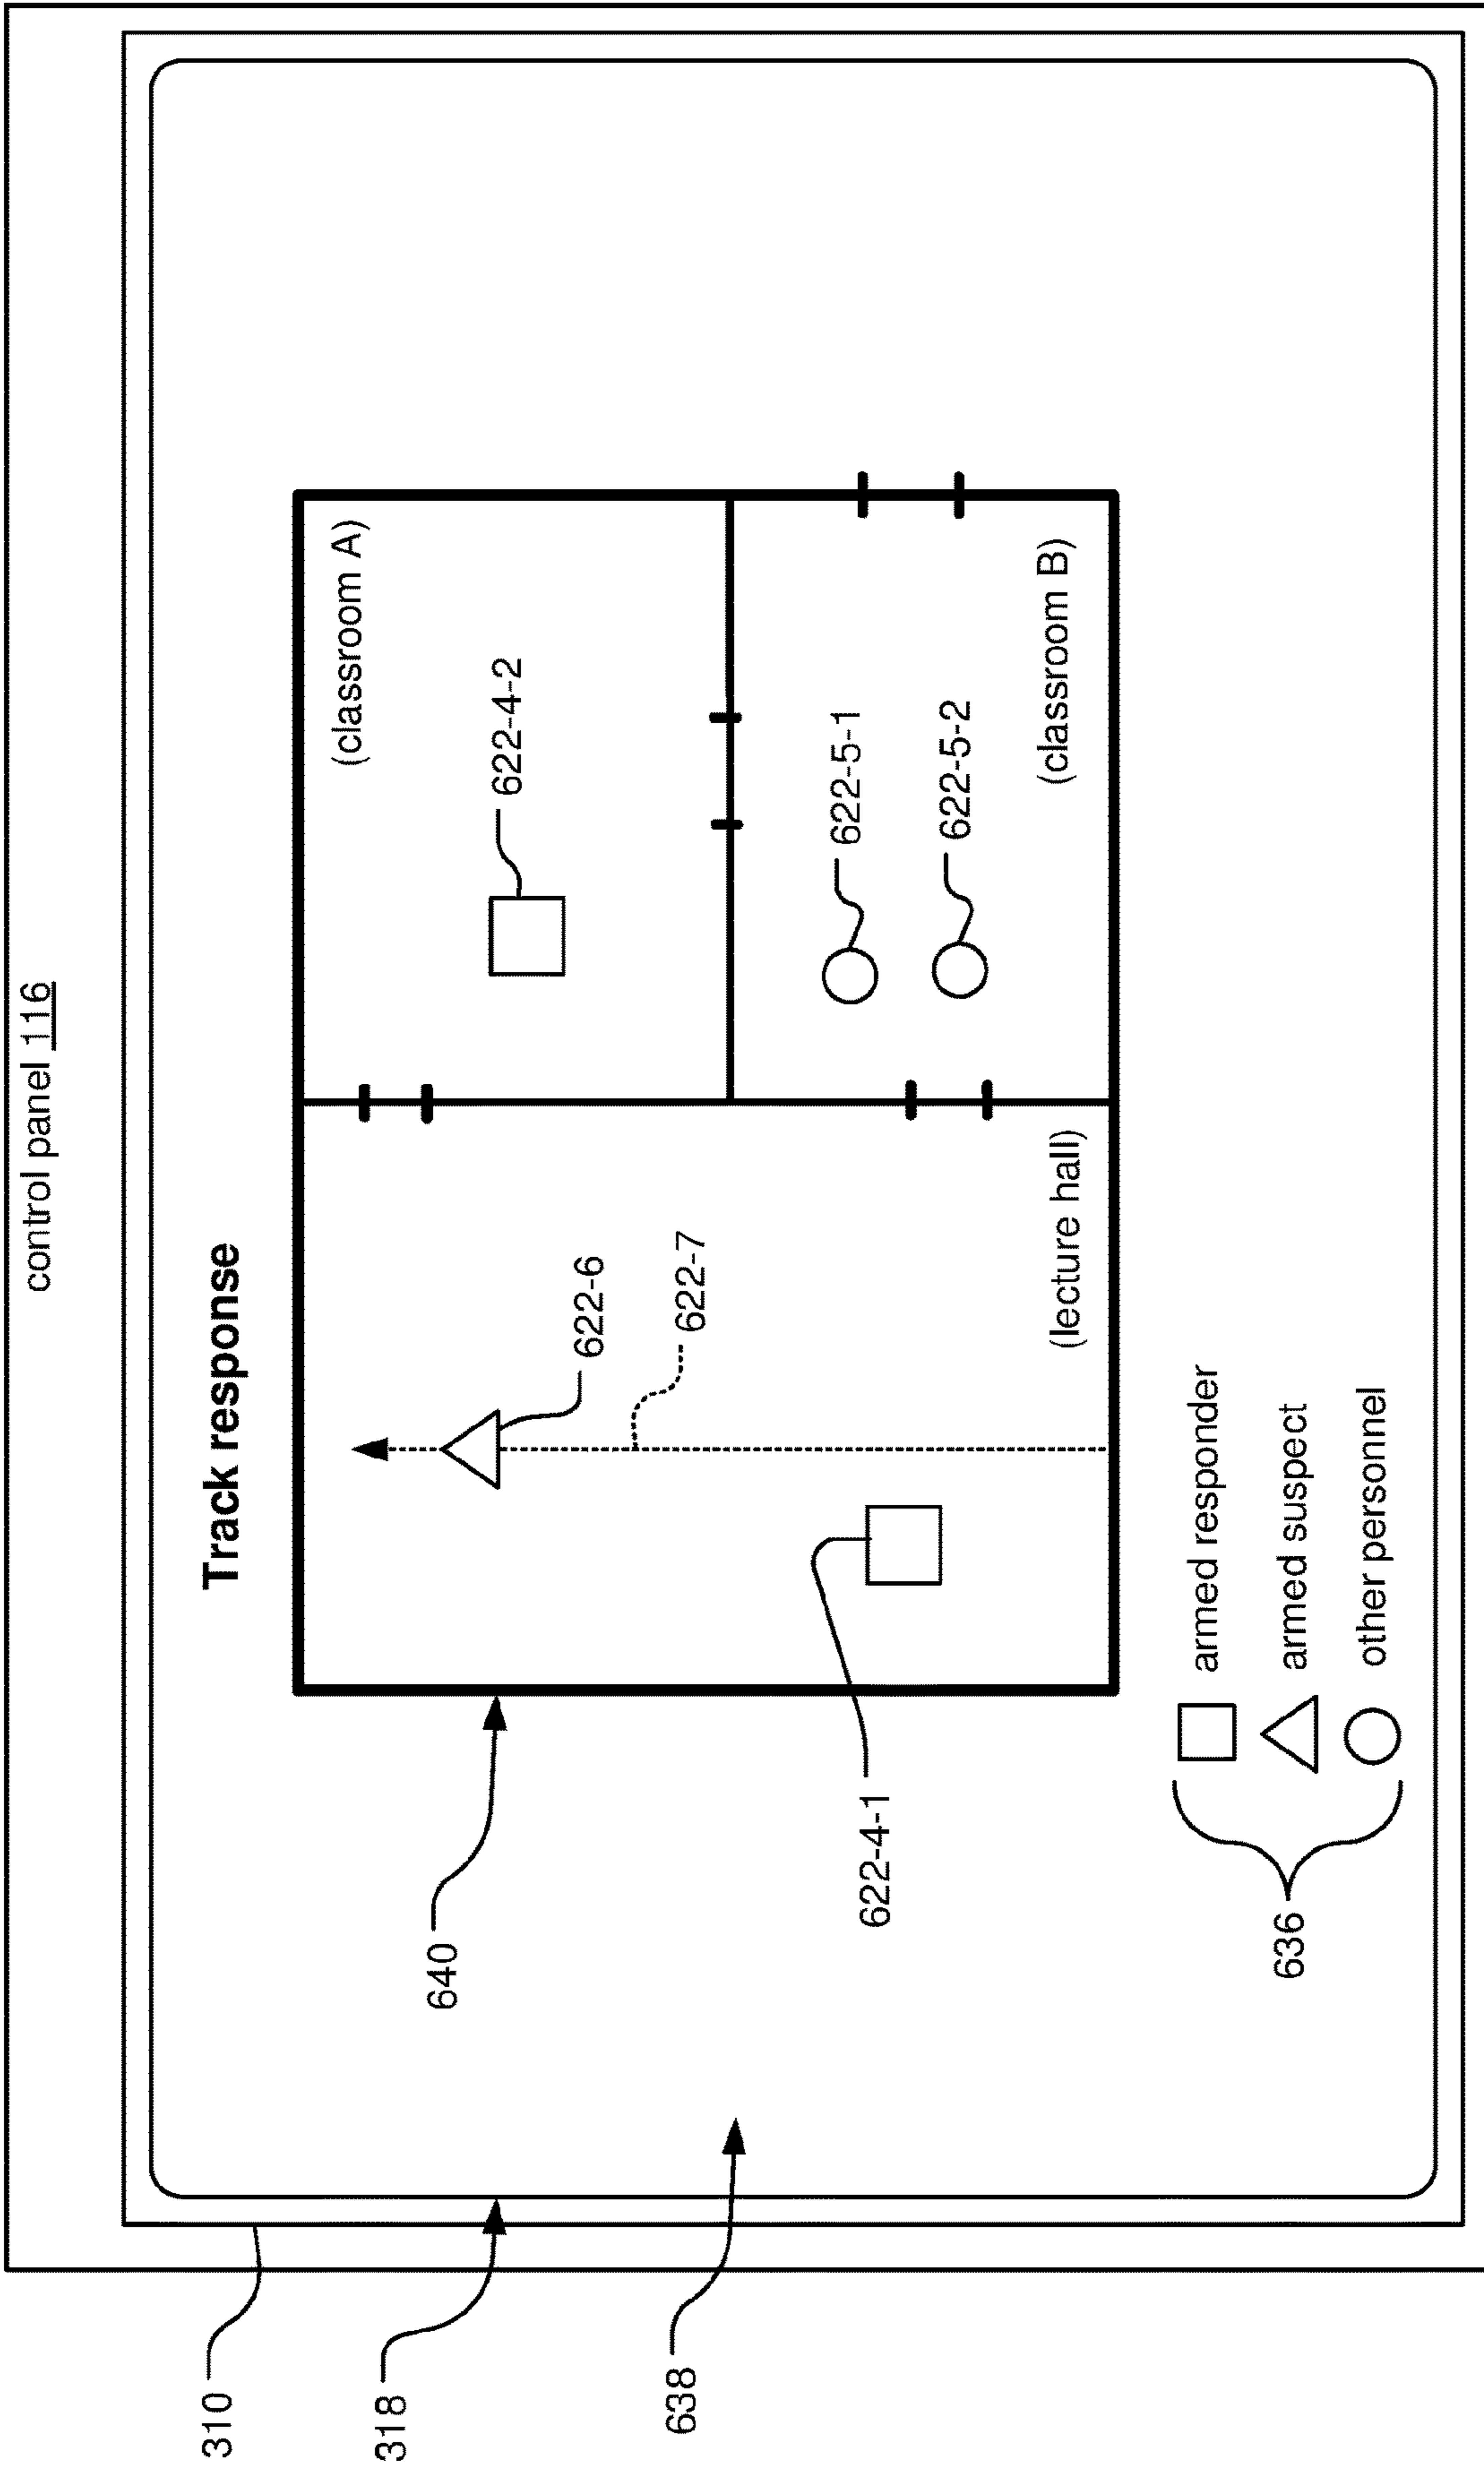 control panel 116
310
Track response
(classroom A)
318
640
622-4-2
622-6
638
622-7
622-5-1
622-4-1
622-5-2
(classroom B)
(lecture hall)
armed responder
636
armed suspect
other personnel